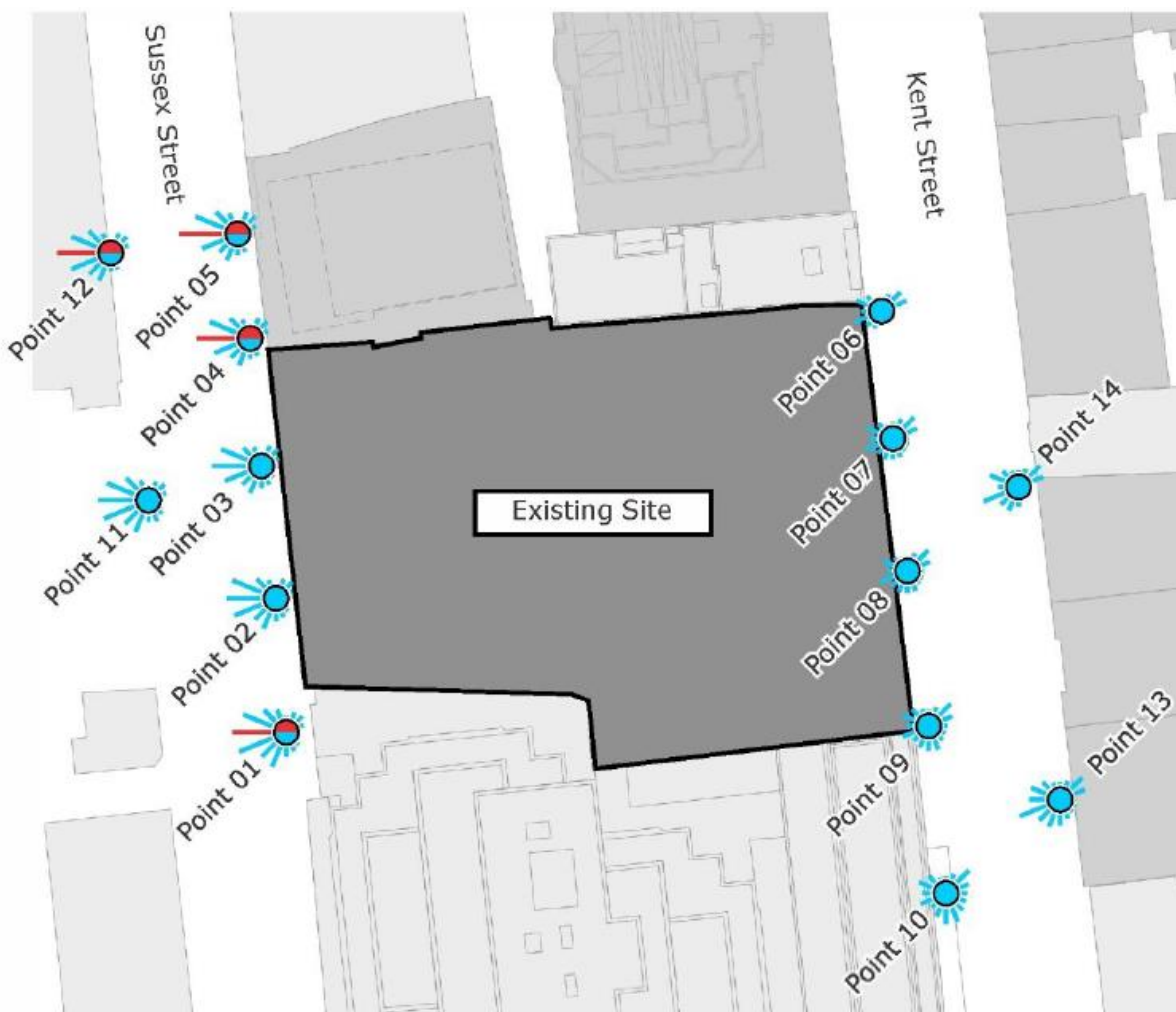 Sussex Street
Kent Street
Point 12
Point 05
Point 04
Point 06
Point 14
Point 11
Point 03
Existing Site
Point 07
Point 02
Point 08
Point 01
Point 09
Point 13
Point 10